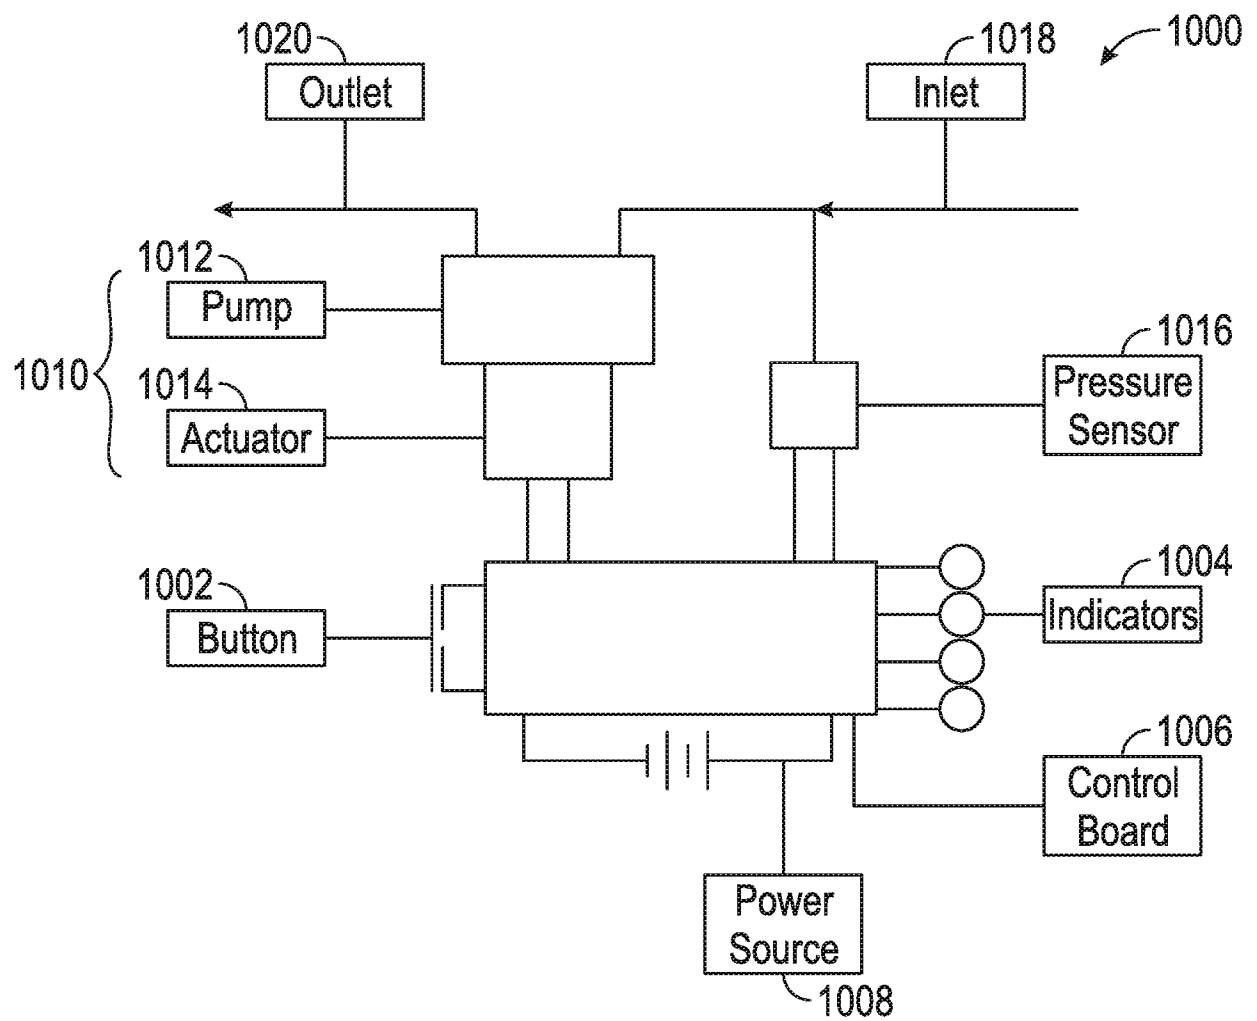 1020
Outlet
1018
Inlet
1000
1012
Pump
1010
1014
Actuator
1016
Pressure
Sensor
1002
Button
1004
Indicators
1006
Control
Board
Power
Source
1008